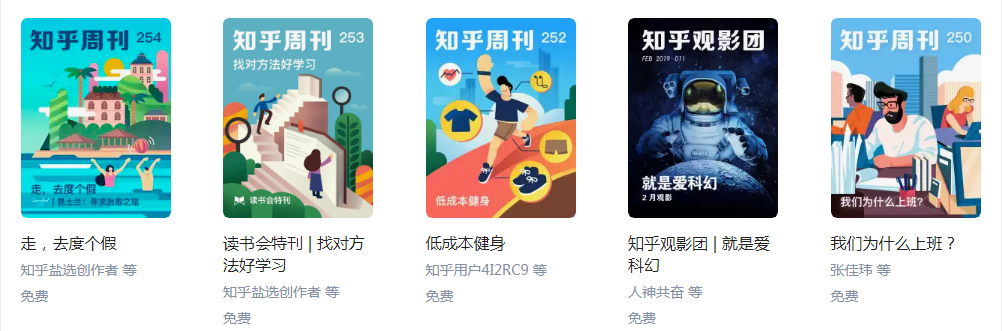 知乎周刊 254
走，去度个假
昆士兰：寻求治愈之旅
走，去度个假
知乎盐选创作者 等
免费
知乎周刊 253
找对方法好学习
读书会特刊
读书会特刊 | 找对方
法好学习
知乎盐选创作者 等
免费
知乎周刊 252
低成本健身
低成本健身
知乎用户4I2RC9 等
免费
知乎观影团
FEB 2019·011
就是爱科幻
2 月观影
知乎观影团 | 就是爱
科幻
人神共奋 等
免费
知乎周刊 250
我们为什么上班?
我们为什么上班？
张佳玮 等
免费